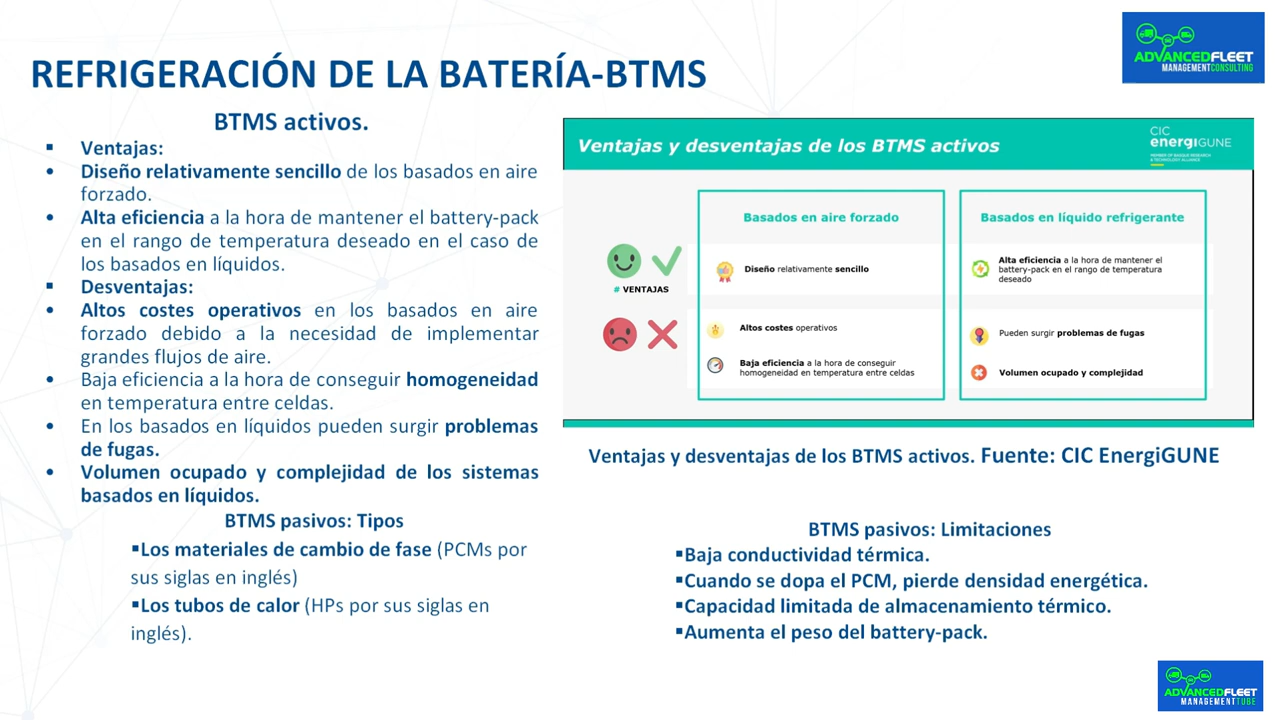 ADVANCEDFLEET
MANAGEMENTCONSULTING
REFRIGERACIÓN DE LA BATERÍA-BTMS
BTMS activos.
▪ Ventajas:
• Diseño relativamente sencillo de los basados en aire
forzado.
• Alta eficiencia a la hora de mantener el battery-pack
en el rango de temperatura deseado en el caso de
los basados en líquidos.
▪ Desventajas:
• Altos costes operativos en los basados en aire
forzado debido a la necesidad de implementar
grandes flujos de aire.
• Baja eficiencia a la hora de conseguir homogeneidad
en temperatura entre celdas.
• En los basados en líquidos pueden surgir problemas
de fugas.
• Volumen ocupado y complejidad de los sistemas
basados en líquidos.
BTMS pasivos: Tipos
▪Los materiales de cambio de fase (PCMs por
sus siglas en inglés)
▪Los tubos de calor (HPs por sus siglas en
inglés).
Ventajas y desventajas de los BTMS activos
CIC
energiGUNE
MEMBER OF BASQUE RESEARCH
& TECHNOLOGY ALLIANCE
Basados en aire forzado
Basados en líquido refrigerante
# VENTAJAS
Diseño relativamente sencillo
Alta eficiencia a la hora de mantener el
battery-pack en el rango de temperatura
deseado
Altos costes operativos
Baja eficiencia a la hora de conseguir
homogeneidad en temperatura entre celdas
Pueden surgir problemas de fugas
Volumen ocupado y complejidad
Ventajas y desventajas de los BTMS activos. Fuente: CIC EnergiGUNE
BTMS pasivos: Limitaciones
▪Baja conductividad térmica.
▪Cuando se dopa el PCM, pierde densidad energética.
▪Capacidad limitada de almacenamiento térmico.
▪Aumenta el peso del battery-pack.
ADVANCEDFLEET
MANAGEMENTTUBE